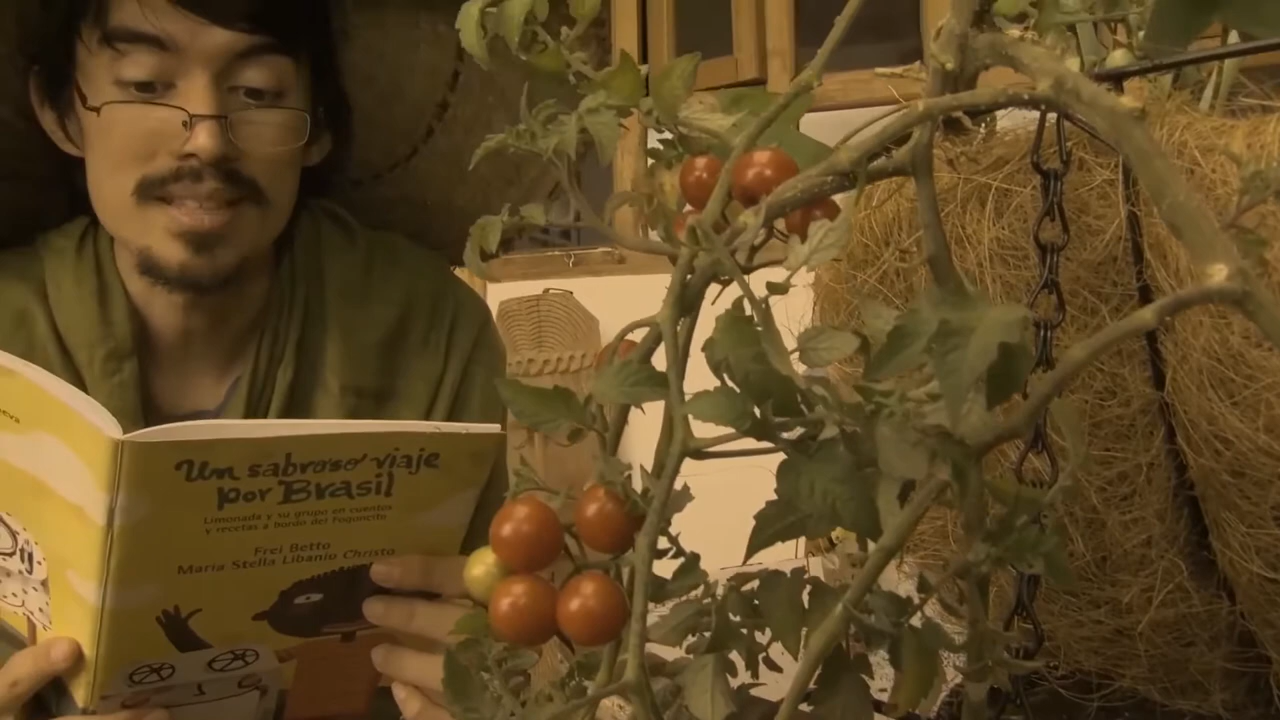 Un sabroso viaje
por Brasil
Limonada y su grupo en cuentos
y recetas a bordo del Fogoncito
Frei Betto
Maria Stella Libanio Christo